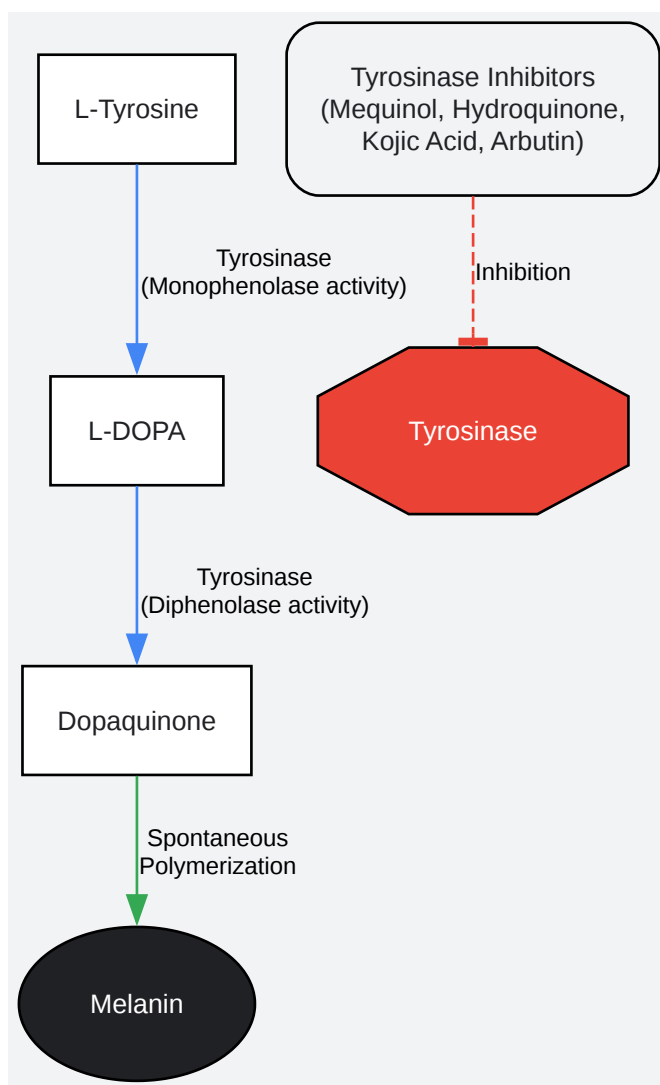 L-Tyrosine
Tyrosinase Inhibitors
(Mequinol, Hydroquinone,
Kojic Acid, Arbutin)
Tyrosinase
(Monophenolase activity)
Inhibition
L-DOPA
Tyrosinase
Tyrosinase
(Diphenolase activity)
Dopaquinone
Spontaneous
Polymerization
Melanin